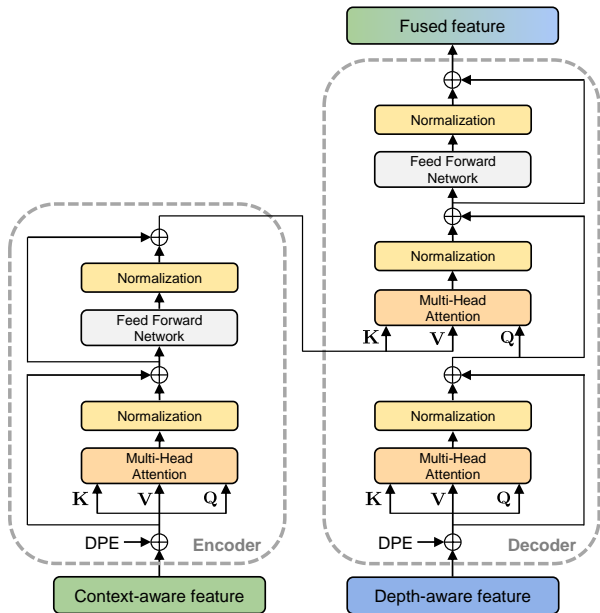 Fused feature
Normalization
Feed Forward
Network
Normalization
Multi-Head
Attention
K
V
Q
Normalization
Multi-Head
Attention
K
V
Q
DPE
Decoder
Depth-aware feature
Normalization
Feed Forward
Network
Normalization
Multi-Head
Attention
K
V
Q
DPE
Encoder
Context-aware feature